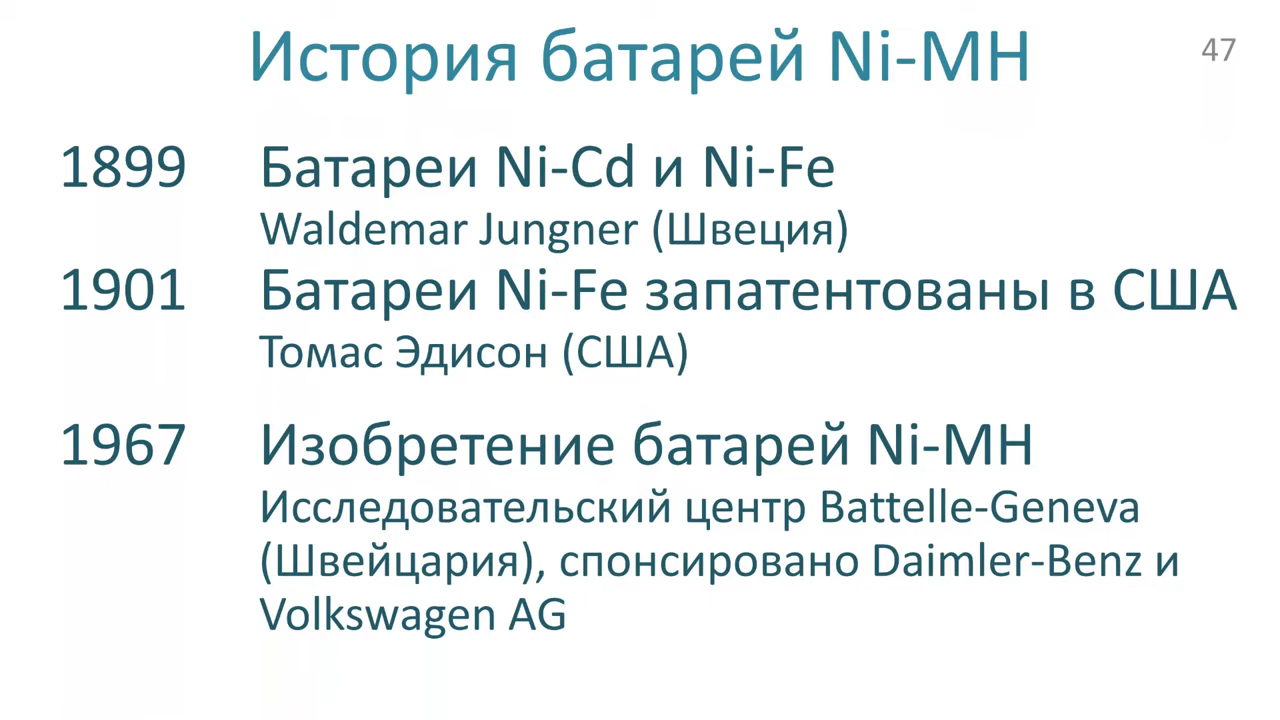 История батарей Ni-MH
47
1899 Батареи Ni-Cd и Ni-Fe
Waldemar Jungner (Швеция)
1901 Батареи Ni-Fe запатентованы в США
Томас Эдисон (США)
1967 Изобретение батарей Ni-MH
Исследовательский центр Battelle-Geneva
(Швейцария), спонсировано Daimler-Benz и
Volkswagen AG